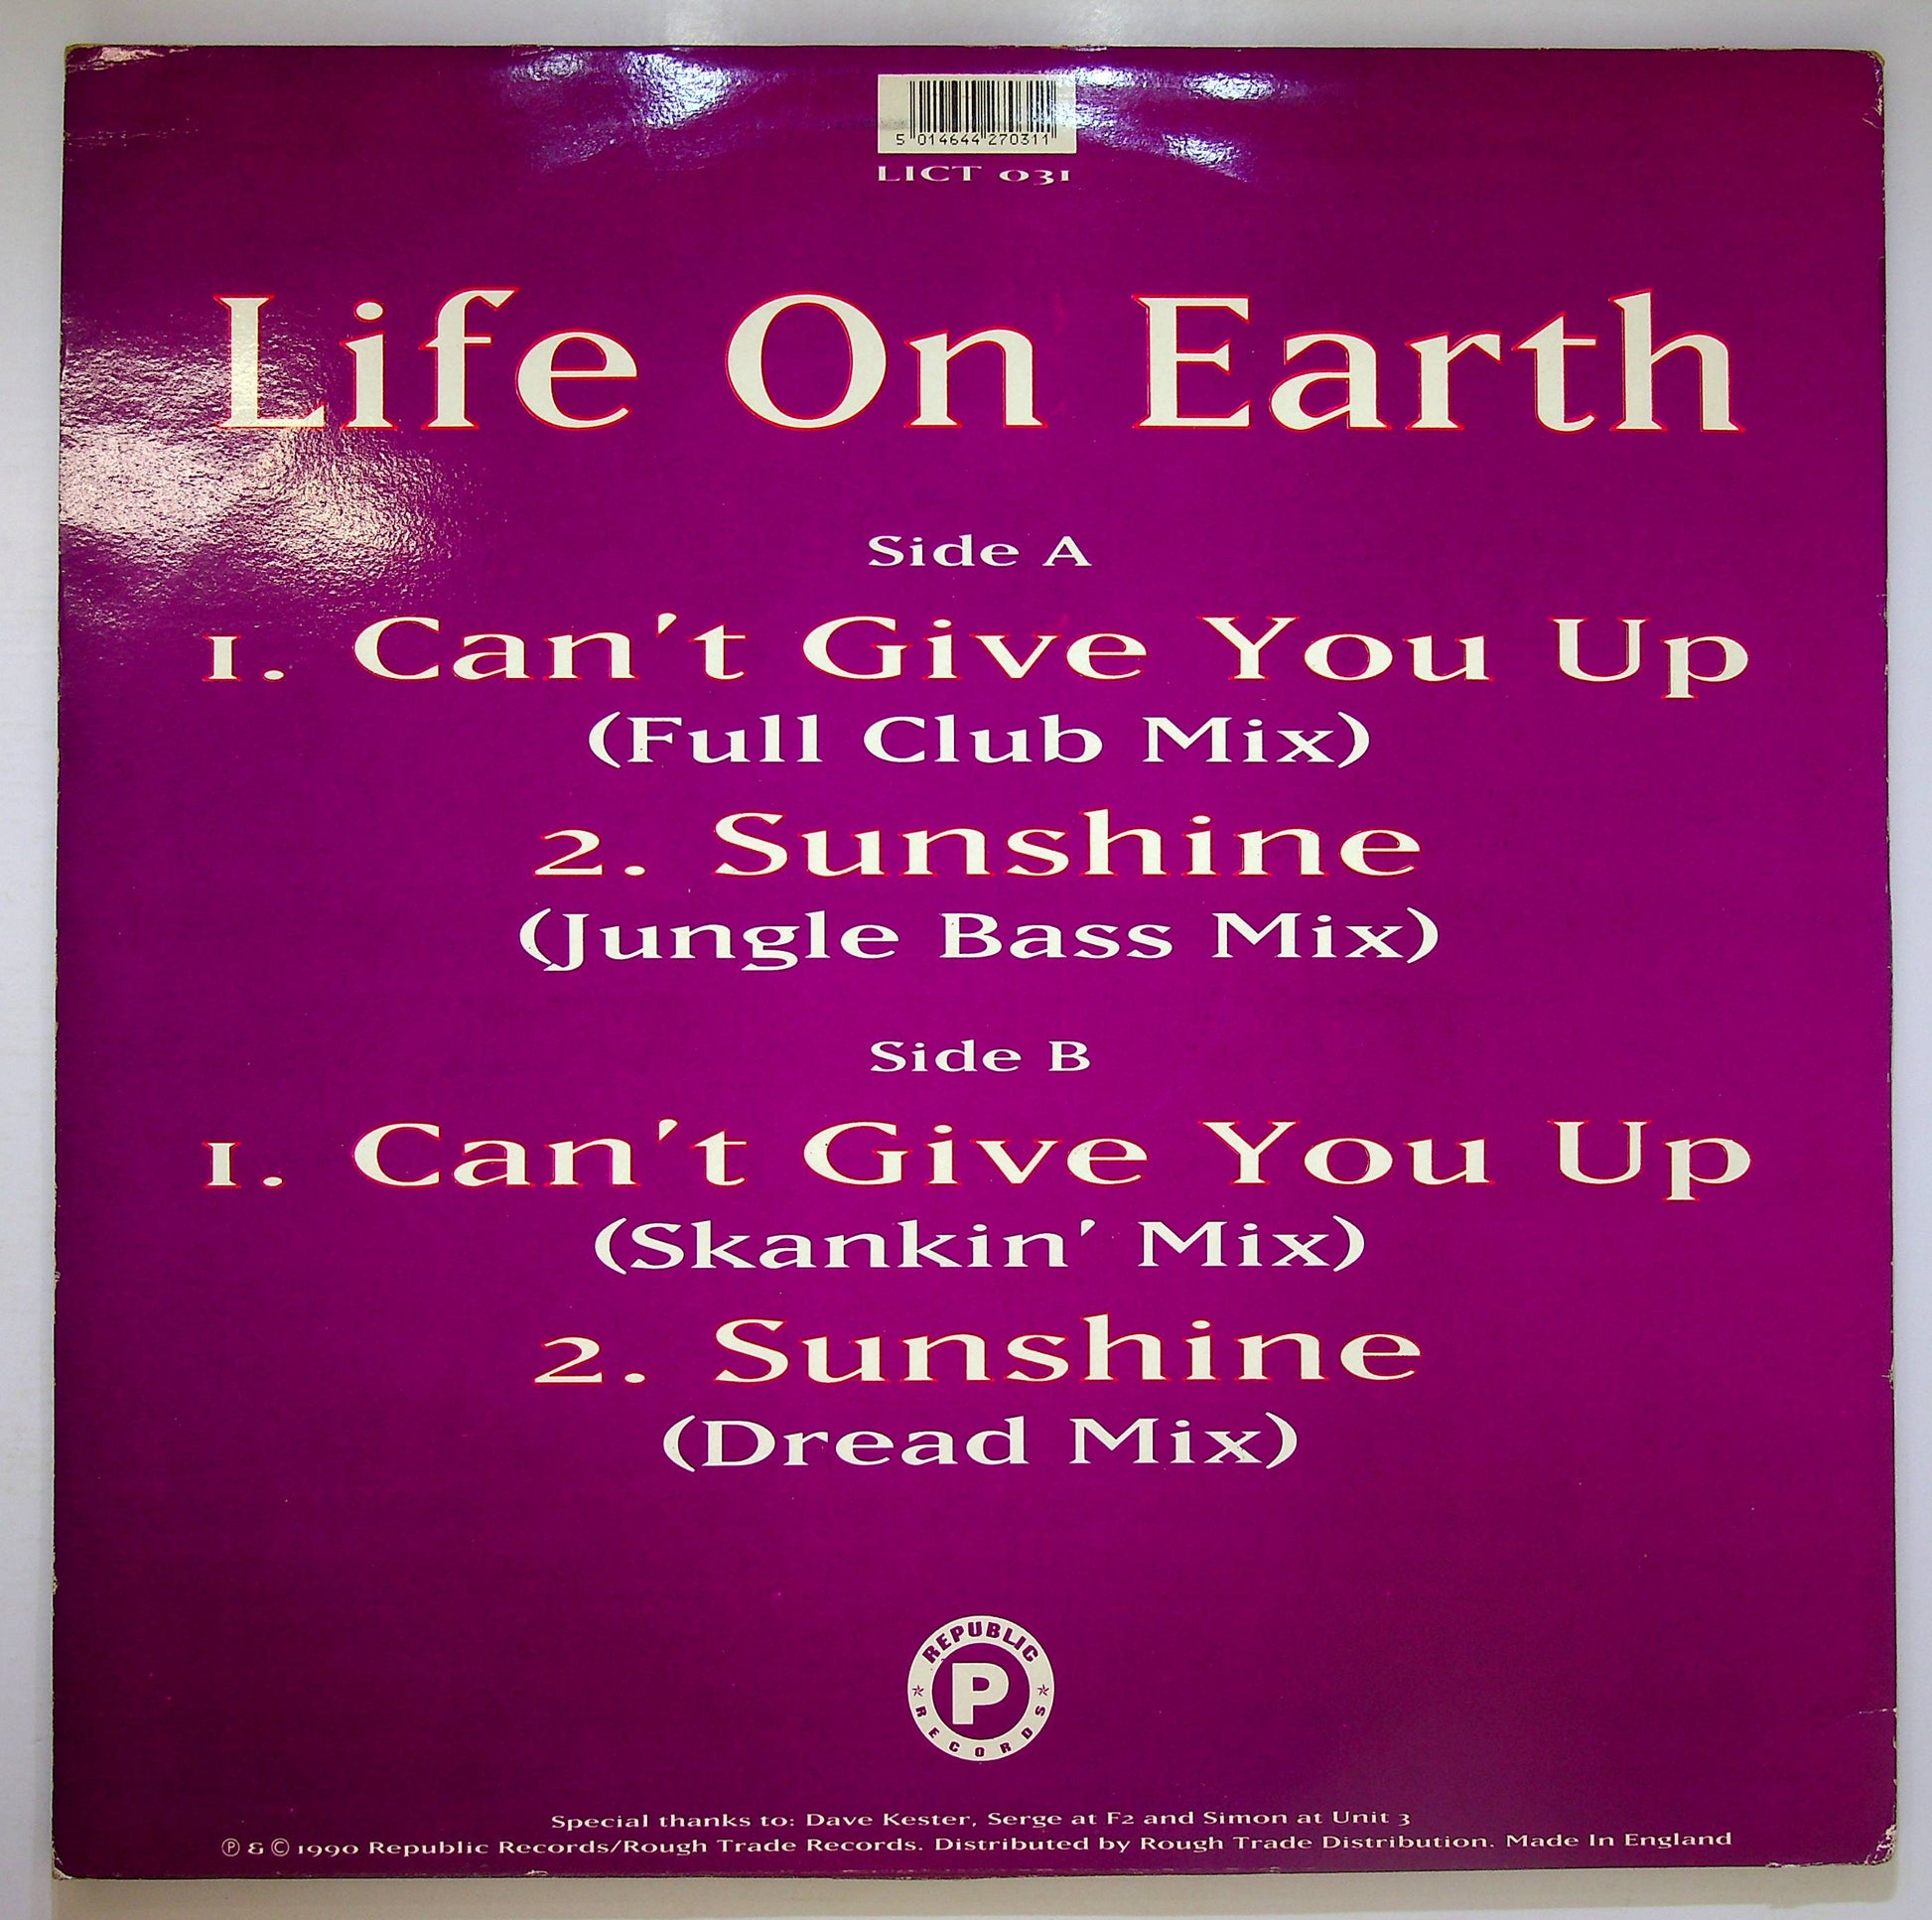 5 014644 270311
LICT 031
Life On Earth
Side A
1. Can't Give You Up
(Full Club Mix)
2. Sunshine
(Jungle Bass Mix)
Side B
1. Can't Give You Up
(Skankin' Mix)
2. Sunshine
(Dread Mix)
REPUBLIC
P
RECORDS
Special thanks to: Dave Kester, Serge at F2 and Simon at Unit 3
℗ & © 1990 Republic Records/Rough Trade Records. Distributed by Rough Trade Distribution. Made In England